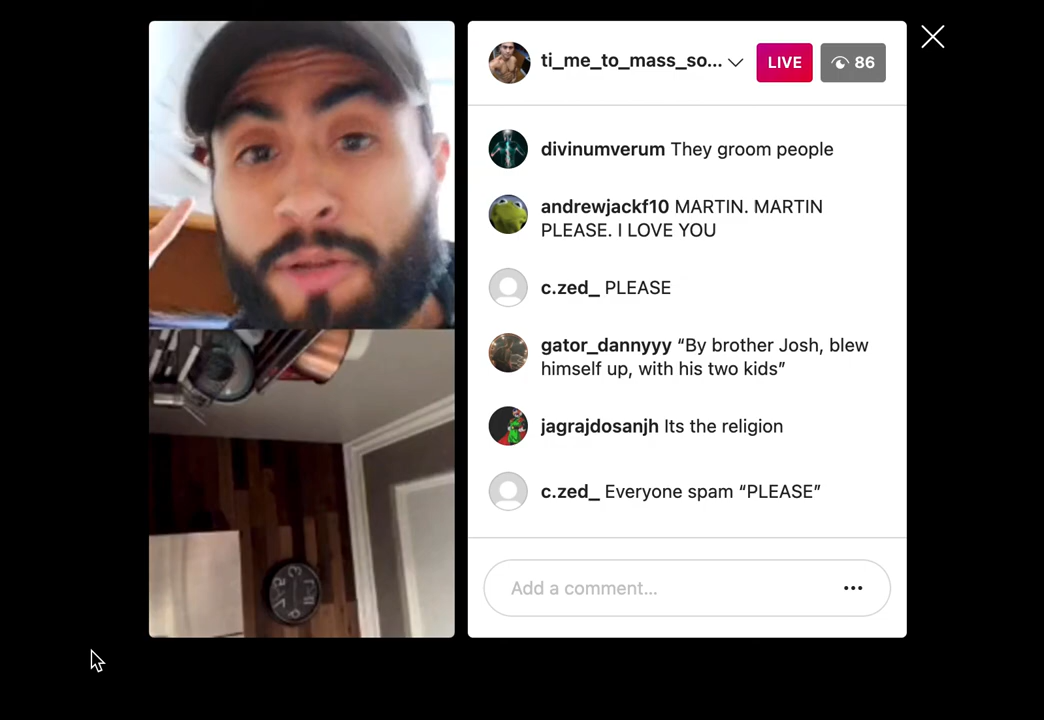 ti_me_to_mass_so...
LIVE
86
divinumverum They groom people
andrewjackf10 MARTIN. MARTIN
PLEASE. I LOVE YOU
c.zed_ PLEASE
gator_dannyyy “By brother Josh, blew
himself up, with his two kids”
jagrajdosanjh Its the religion
c.zed_ Everyone spam “PLEASE”
Add a comment...